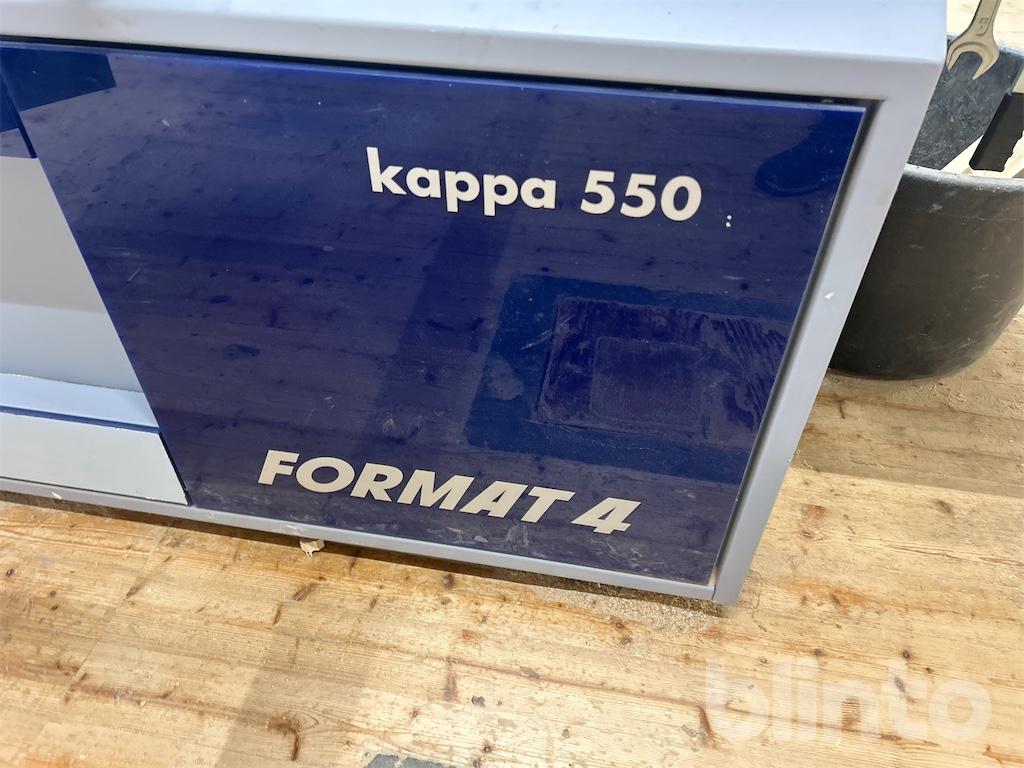 kappa 550
FORMAT 4
blinto